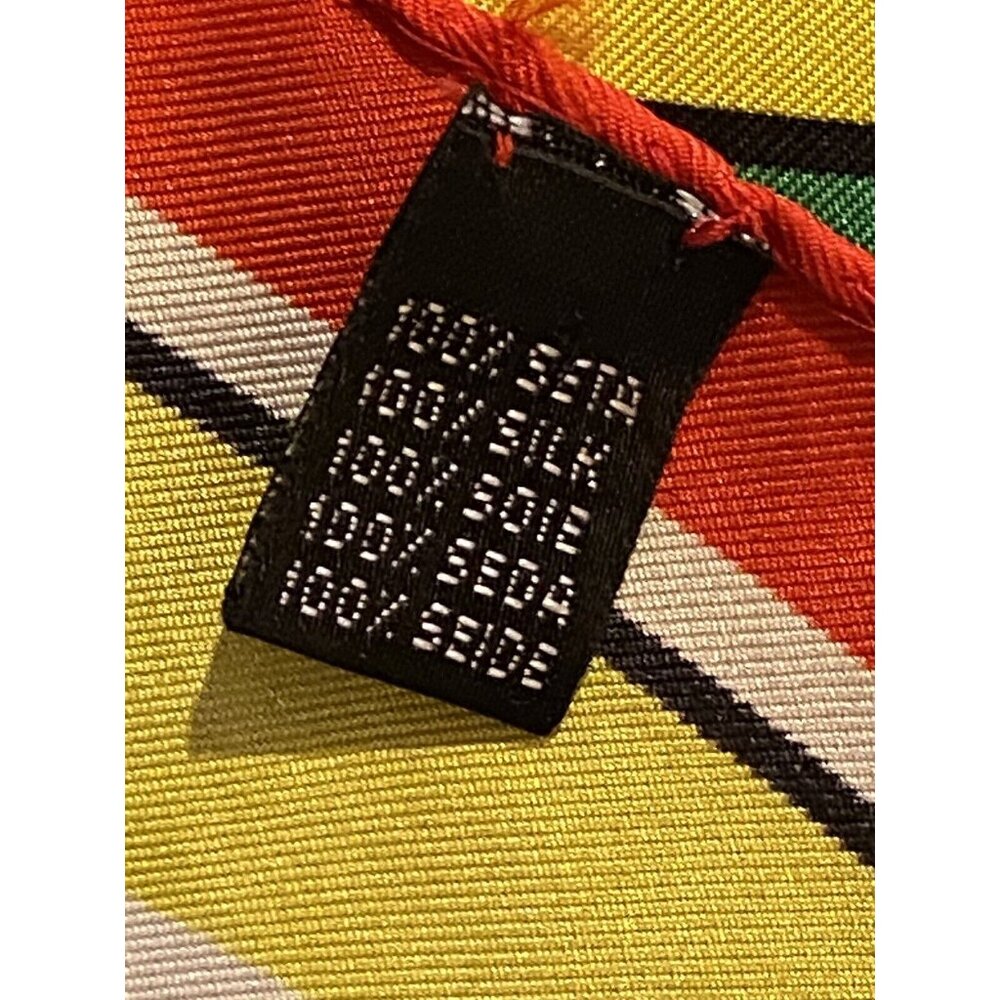 100% SETA
100% SILK
100% SOIE
100% SEDA
100% SEIDE